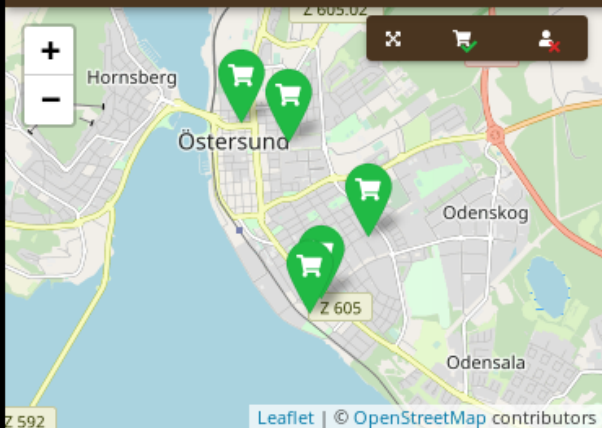 Z 605.02
+
Hornsberg
−
Östersund
Odenskog
Z 605
Odensala
Z 592
Leaflet | © OpenStreetMap contributors